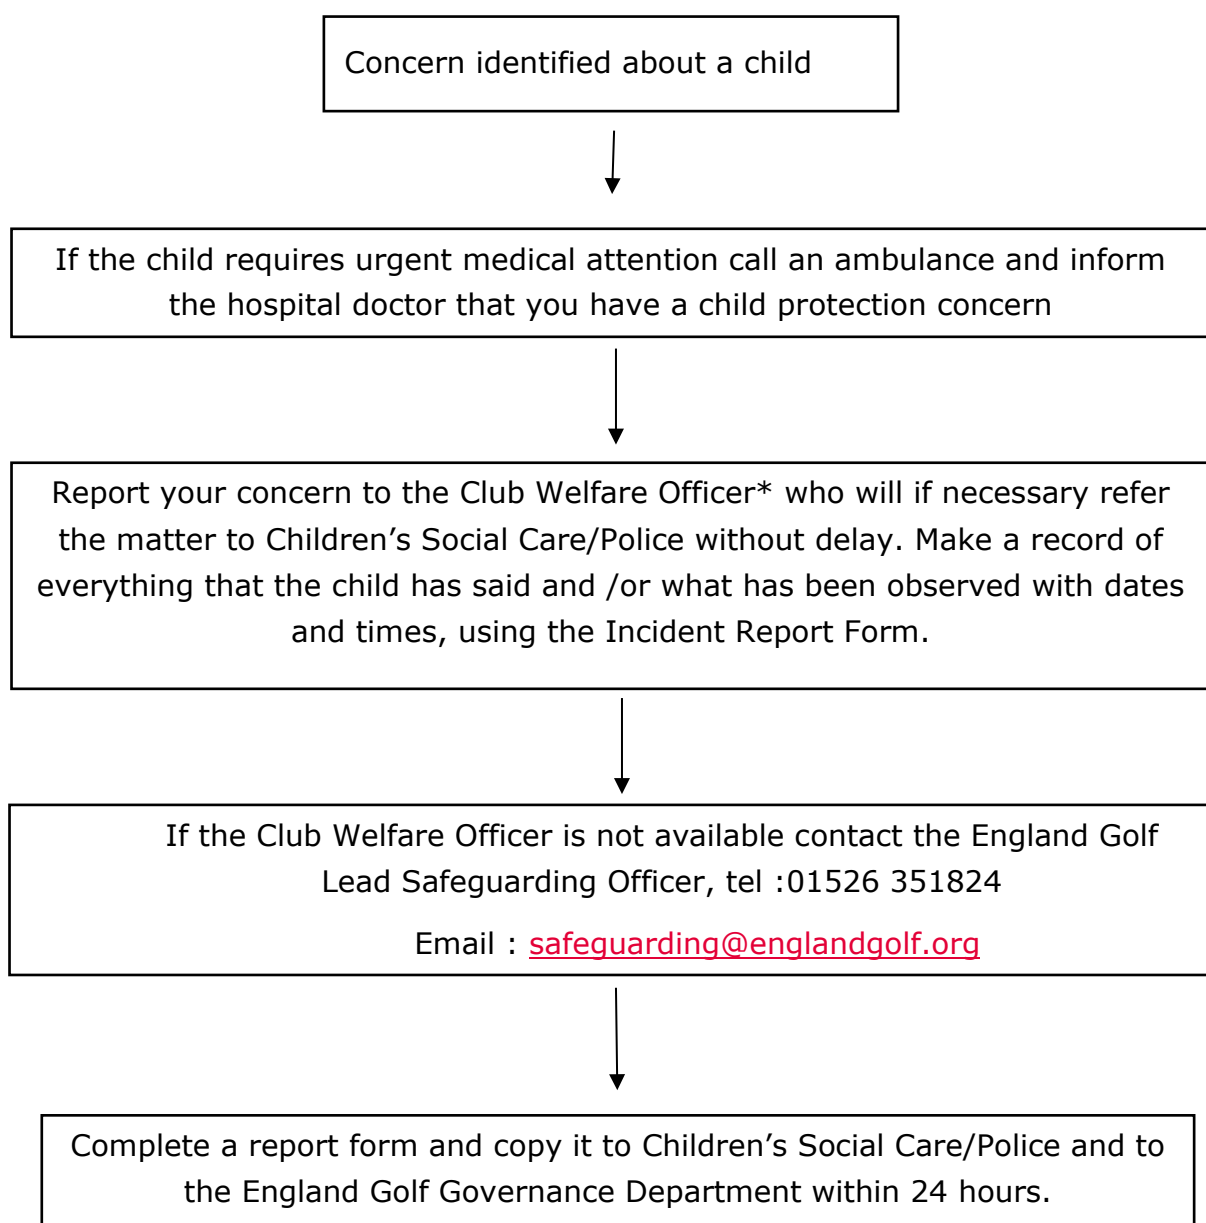 Concern identified about a child
If the child requires urgent medical attention call an ambulance and inform
the hospital doctor that you have a child protection concern
Report your concern to the Club Welfare Officer* who will if necessary refer
the matter to Children’s Social Care/Police without delay. Make a record of
everything that the child has said and /or what has been observed with dates
and times, using the Incident Report Form.
If the Club Welfare Officer is not available contact the England Golf
Lead Safeguarding Officer, tel :01526 351824
Email : safeguarding@englandgolf.org
Complete a report form and copy it to Children’s Social Care/Police and to
the England Golf Governance Department within 24 hours.